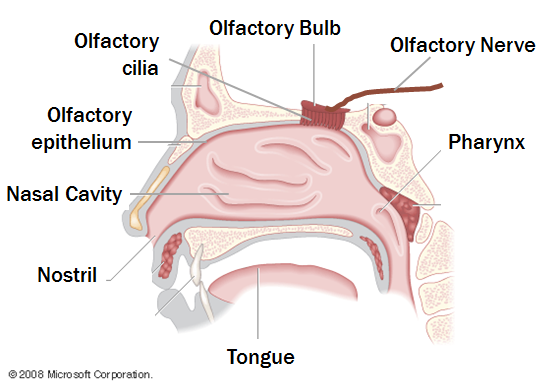 Olfactory Bulb
Olfactory
cilia
Olfactory Nerve
Olfactory
epithelium
Pharynx
Nasal Cavity
Nostril
Tongue
© 2008 Microsoft Corporation.